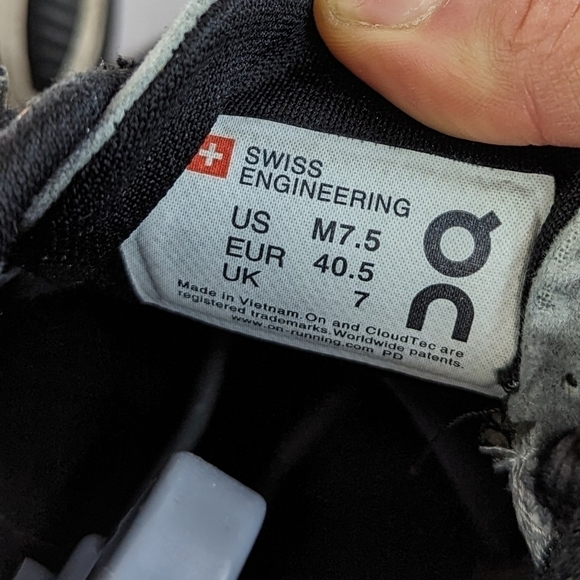 SWISS
ENGINEERING
US M7.5
EUR 40.5
UK 7
Made in Vietnam. On and CloudTec are
registered trademarks. Worldwide patents.
www.on-running.com PD
On